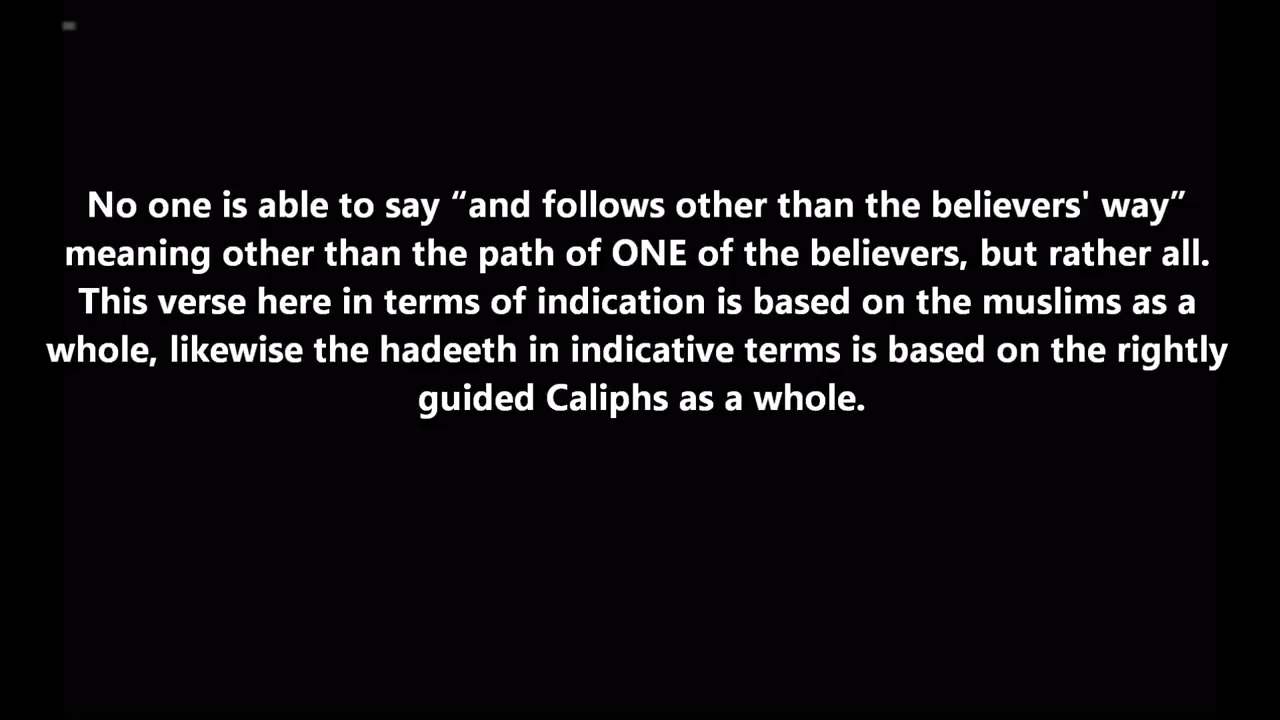 No one is able to say “and follows other than the believers' way”
meaning other than the path of ONE of the believers, but rather all.
This verse here in terms of indication is based on the muslims as a
whole, likewise the hadeeth in indicative terms is based on the rightly
guided Caliphs as a whole.